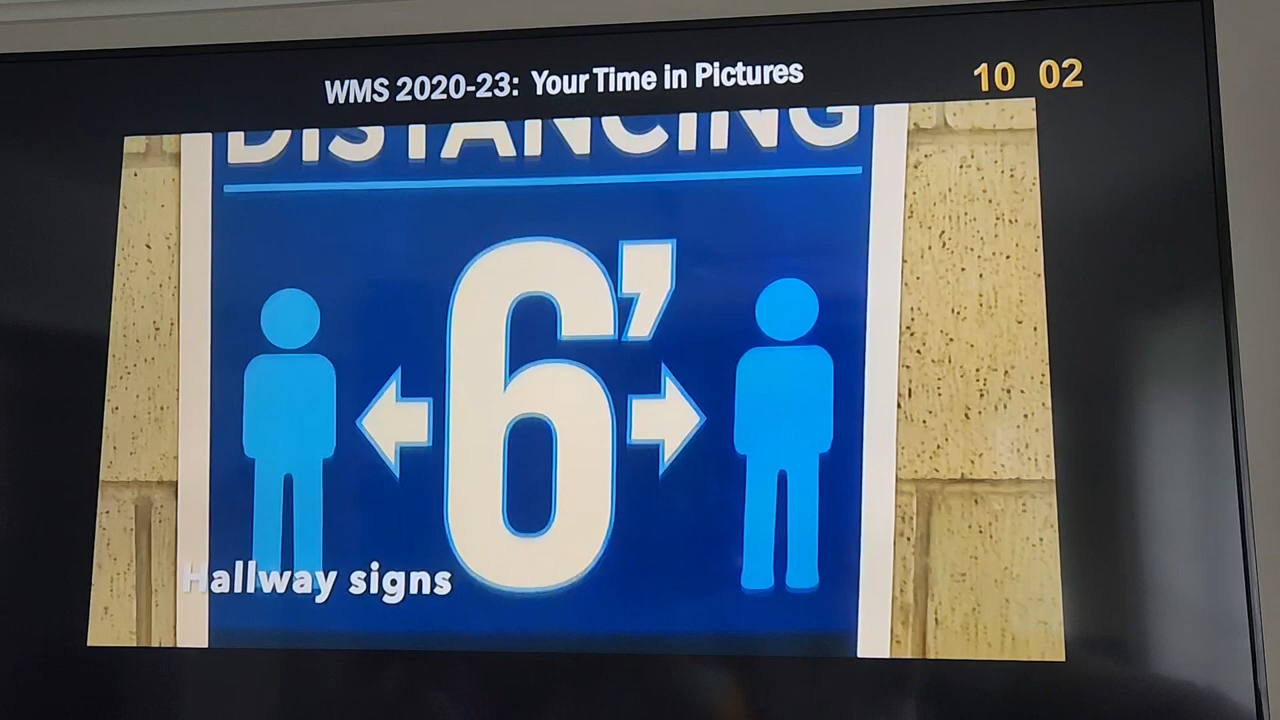 WMS 2020-23: Your Time in Pictures
10 02
DISTANCING
6’
Hallway signs